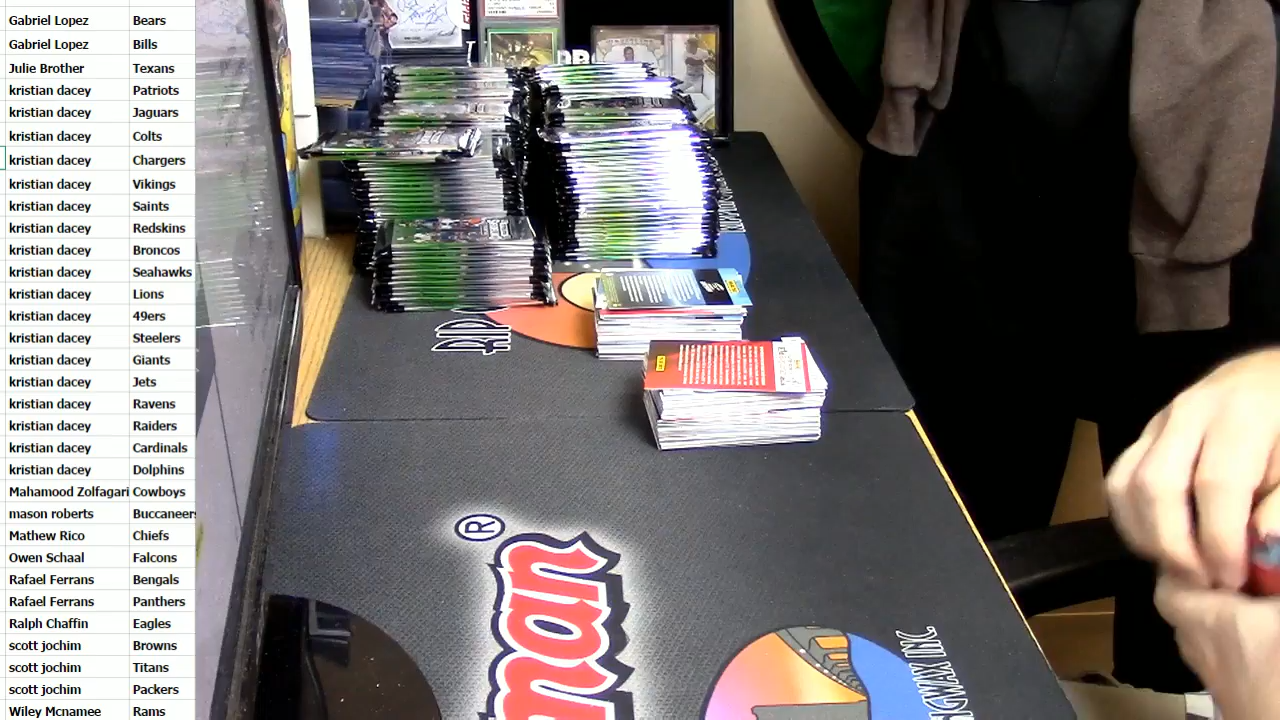 Gabriel Lopez Bears
Gabriel Lopez Bills
Julie Brother Texans
kristian dacey Patriots
kristian dacey Jaguars
kristian dacey Colts
kristian dacey Chargers
kristian dacey Vikings
kristian dacey Saints
kristian dacey Redskins
kristian dacey Broncos
kristian dacey Seahawks
kristian dacey Lions
kristian dacey 49ers
kristian dacey Steelers
kristian dacey Giants
kristian dacey Jets
kristian dacey Ravens
kristian dacey Raiders
kristian dacey Cardinals
kristian dacey Dolphins
Mahamood Zolfagari Cowboys
mason roberts Buccaneers
Mathew Rico Chiefs
Owen Schaal Falcons
Rafael Ferrans Bengals
Rafael Ferrans Panthers
Ralph Chaffin Eagles
scott jochim Browns
scott jochim Titans
scott jochim Packers
Wiley Mcnamee Rams
®
man
IGWAX INC.
RIP